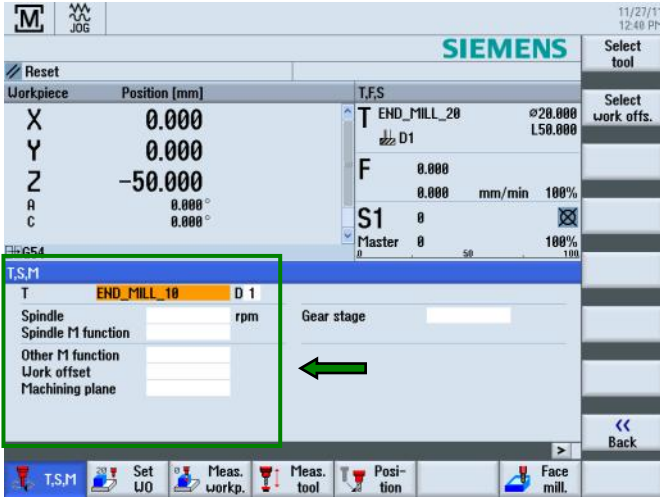 M
JOG
11/27/1
12:40 PM
SIEMENS
Select
tool
Reset
Workpiece Position [mm]
T,F,S
X 0.000
Y 0.000
Z -50.000
A 0.000°
C 0.000°
G54
T END_MILL_20 ø20.000
D1 L50.000
F 0.000
0.000 mm/min 100%
S1 0
Master 0 100%
0 50 100
Select
work offs.
T,S,M
T END_MILL_10 D 1
Spindle rpm Gear stage
Spindle M function
Other M function
Work offset
Machining plane
«
Back
>
T,S,M
Set
WO
Meas.
workp.
Meas.
tool
Posi-
tion
Face
mill.